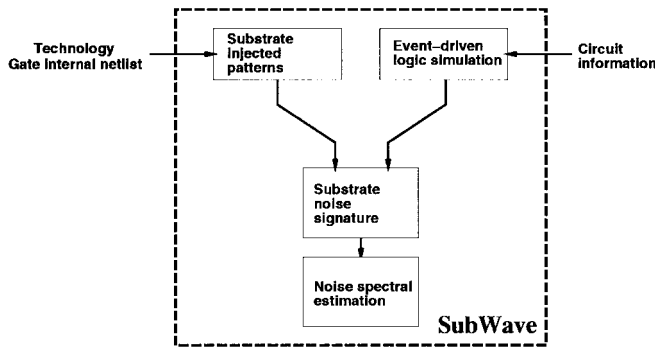 Technology
Gate internal netlist
Substrate
injected
patterns
Event–driven
logic simulation
Circuit
information
Substrate
noise
signature
Noise spectral
estimation
SubWave